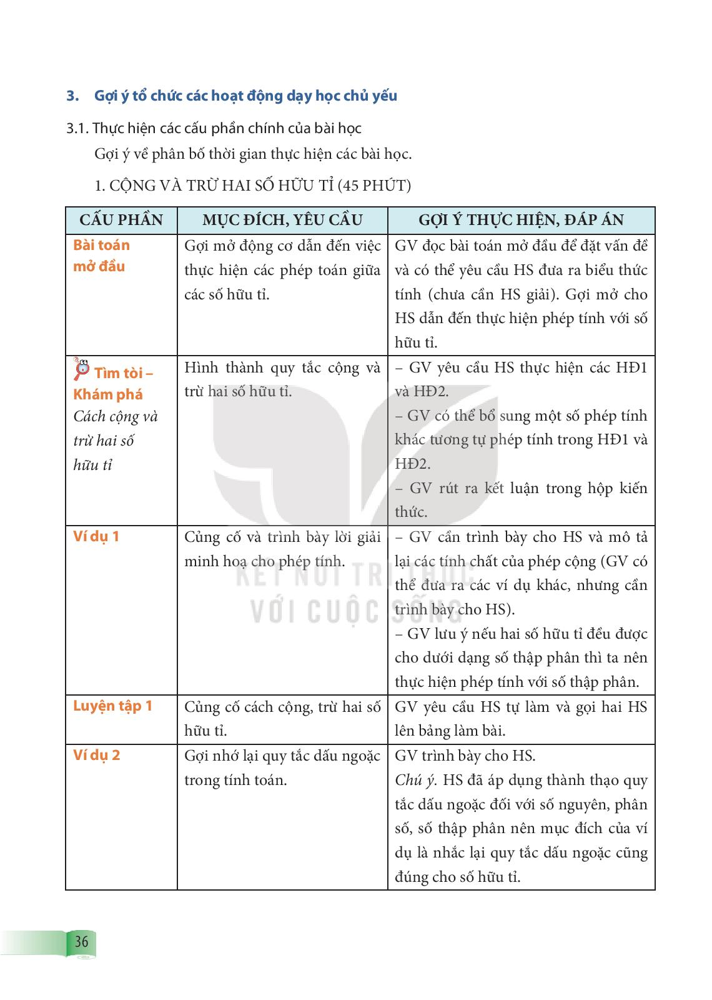 3. Gợi ý tổ chức các hoạt động dạy học chủ yếu
3.1. Thực hiện các cấu phần chính của bài học
Gợi ý về phân bố thời gian thực hiện các bài học.
1. CỘNG VÀ TRỪ HAI SỐ HỮU TỈ (45 PHÚT)
CẤU PHẦN
MỤC ĐÍCH, YÊU CẦU
GỢI Ý THỰC HIỆN, ĐÁP ÁN
Bài toán
mở đầu
Gợi mở động cơ dẫn đến việc
thực hiện các phép toán giữa
các số hữu tỉ.
GV đọc bài toán mở đầu để đặt vấn đề
và có thể yêu cầu HS đưa ra biểu thức
tính (chưa cần HS giải). Gợi mở cho
HS dẫn đến thực hiện phép tính với số
hữu tỉ.
Tìm tòi –
Khám phá
Cách cộng và
trừ hai số
hữu tỉ
Hình thành quy tắc cộng và
trừ hai số hữu tỉ.
– GV yêu cầu HS thực hiện các HĐ1
và HĐ2.
– GV có thể bổ sung một số phép tính
khác tương tự phép tính trong HĐ1 và
HĐ2.
– GV rút ra kết luận trong hộp kiến
thức.
Ví dụ 1
Củng cố và trình bày lời giải
minh hoạ cho phép tính.
– GV cần trình bày cho HS và mô tả
lại các tính chất của phép cộng (GV có
thể đưa ra các ví dụ khác, nhưng cần
trình bày cho HS).
– GV lưu ý nếu hai số hữu tỉ đều được
cho dưới dạng số thập phân thì ta nên
thực hiện phép tính với số thập phân.
KẾT NỐI TRI THỨC
VỚI CUỘC SỐNG
Luyện tập 1
Củng cố cách cộng, trừ hai số
hữu tỉ.
GV yêu cầu HS tự làm và gọi hai HS
lên bảng làm bài.
Ví dụ 2
Gợi nhớ lại quy tắc dấu ngoặc
trong tính toán.
GV trình bày cho HS.
Chú ý. HS đã áp dụng thành thạo quy
tắc dấu ngoặc đối với số nguyên, phân
số, số thập phân nên mục đích của ví
dụ là nhắc lại quy tắc dấu ngoặc cũng
đúng cho số hữu tỉ.
36